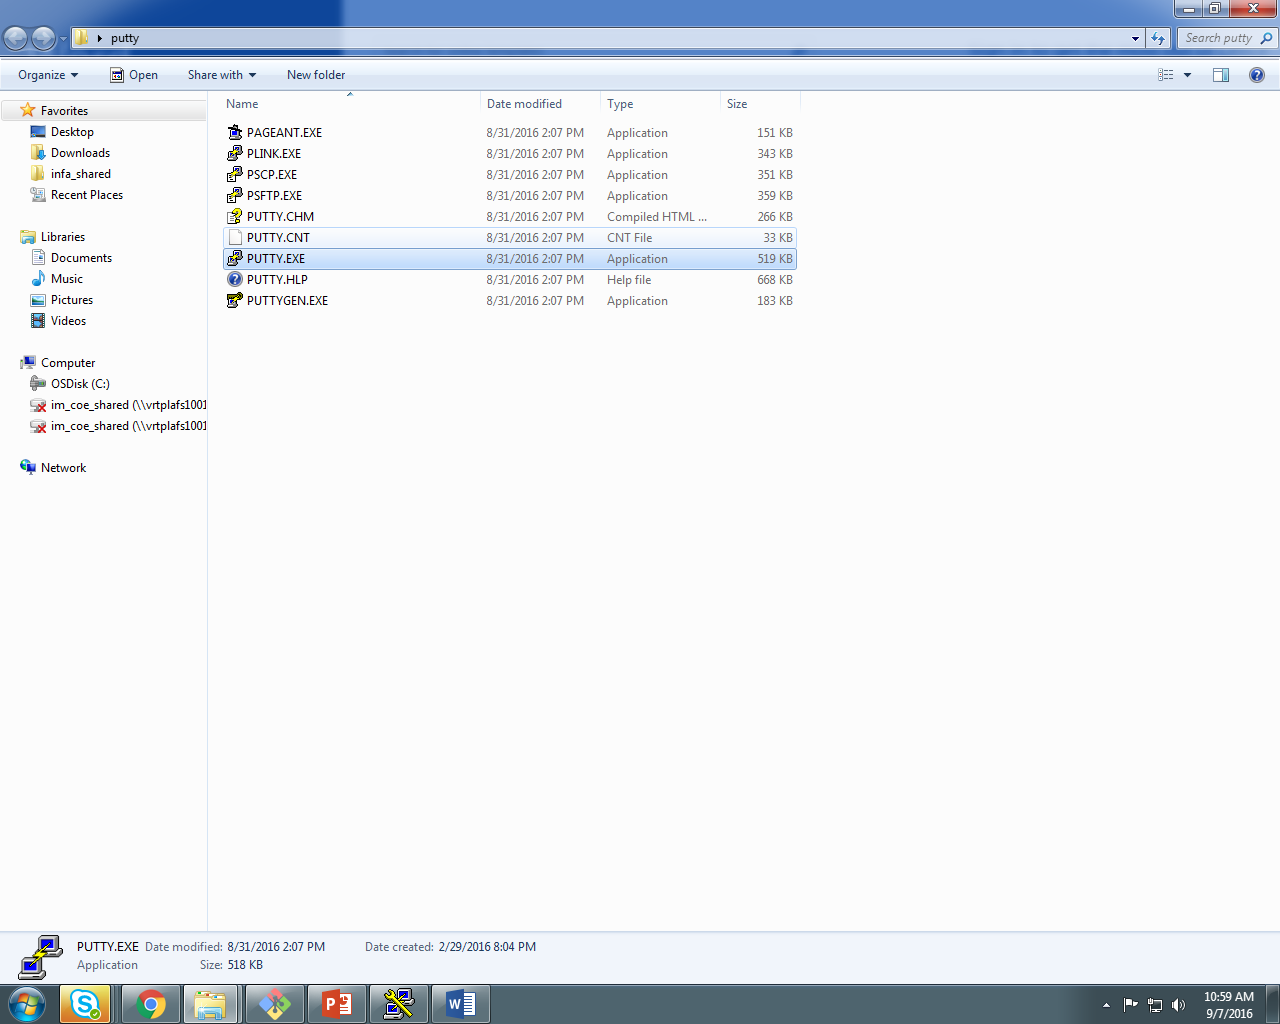 putty
Search putty
Organize
Open
Share with
New folder
Name
Date modified
Type
Size
Favorites
Desktop
Downloads
infa_shared
Recent Places
Libraries
Documents
Music
Pictures
Videos
Computer
OSDisk (C:)
im_coe_shared (\\vrtplafs1001
im_coe_shared (\\vrtplafs1001
Network
PAGEANT.EXE 8/31/2016 2:07 PM Application 151 KB
PLINK.EXE 8/31/2016 2:07 PM Application 343 KB
PSCP.EXE 8/31/2016 2:07 PM Application 351 KB
PSFTP.EXE 8/31/2016 2:07 PM Application 359 KB
PUTTY.CHM 8/31/2016 2:07 PM Compiled HTML ... 266 KB
PUTTY.CNT 8/31/2016 2:07 PM CNT File 33 KB
PUTTY.EXE 8/31/2016 2:07 PM Application 519 KB
PUTTY.HLP 8/31/2016 2:07 PM Help file 668 KB
PUTTYGEN.EXE 8/31/2016 2:07 PM Application 183 KB
PUTTY.EXE Date modified: 8/31/2016 2:07 PM Date created: 2/29/2016 8:04 PM
Application Size: 518 KB
10:59 AM
9/7/2016